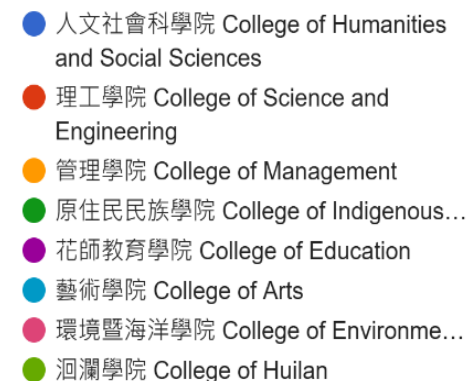 人文社會科學院 College of Humanities
and Social Sciences
理工學院 College of Science and
Engineering
管理學院 College of Management
原住民民族學院 College of Indigenous…
花師教育學院 College of Education
藝術學院 College of Arts
環境暨海洋學院 College of Environme…
洄瀾學院 College of Huilan